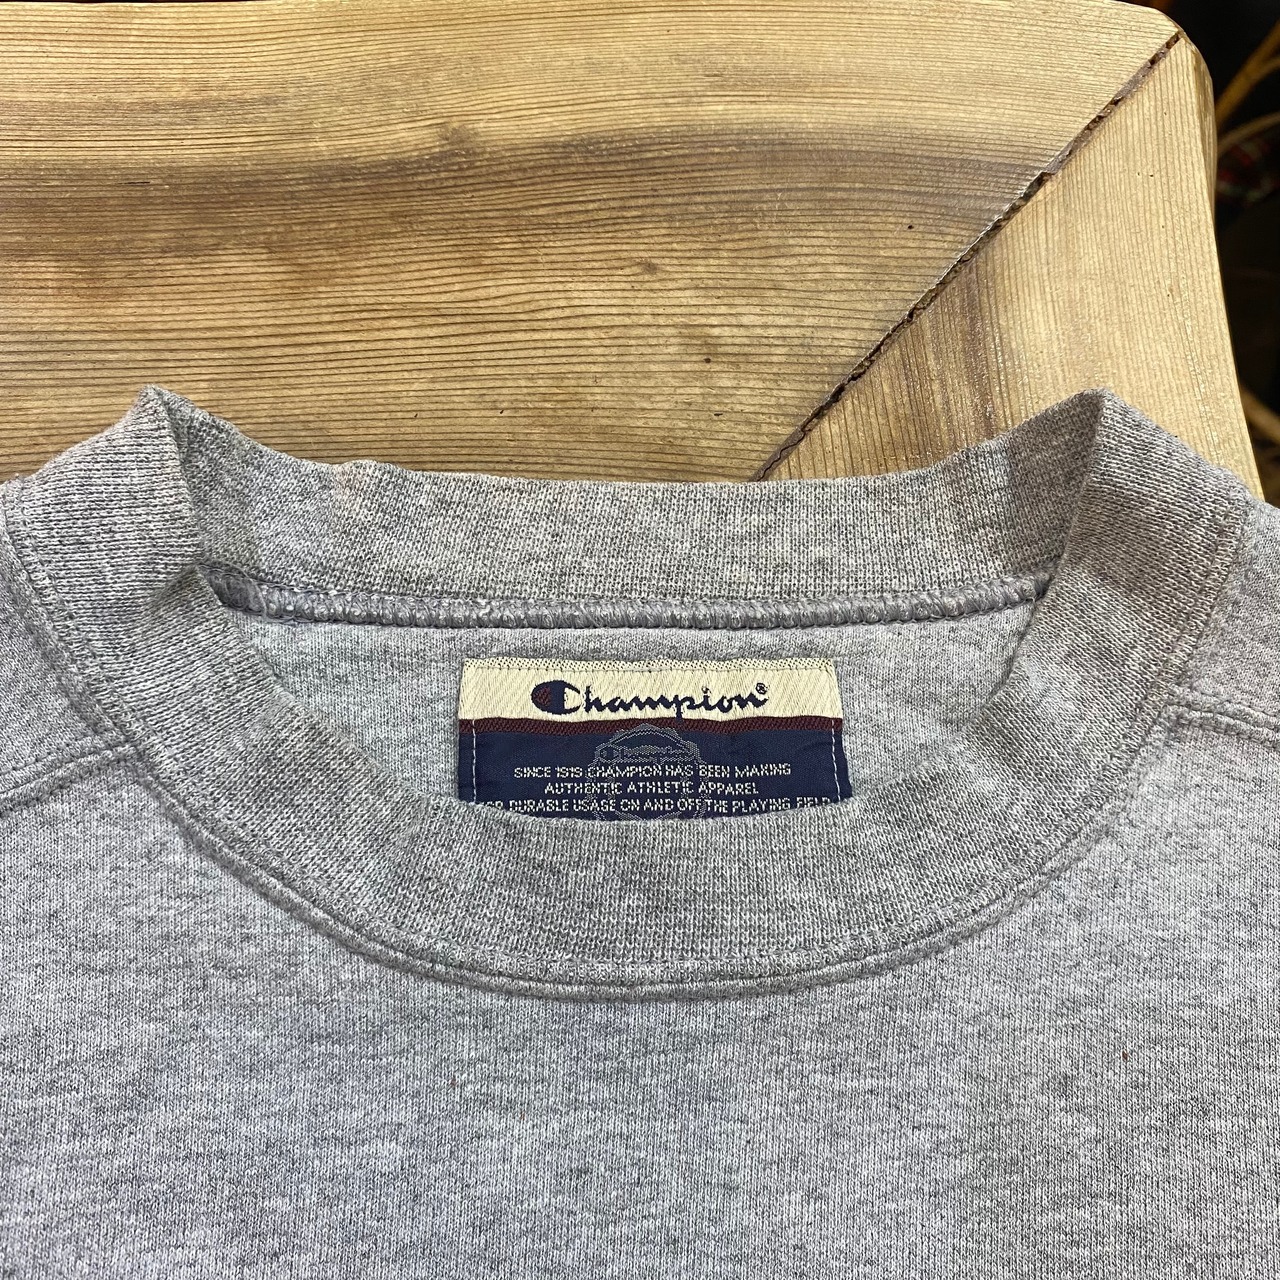 Champion®
SINCE 1919 CHAMPION HAS BEEN MAKING
AUTHENTIC ATHLETIC APPAREL
DURABLE USAGE ON AND OFF THE PLAYING FIELD